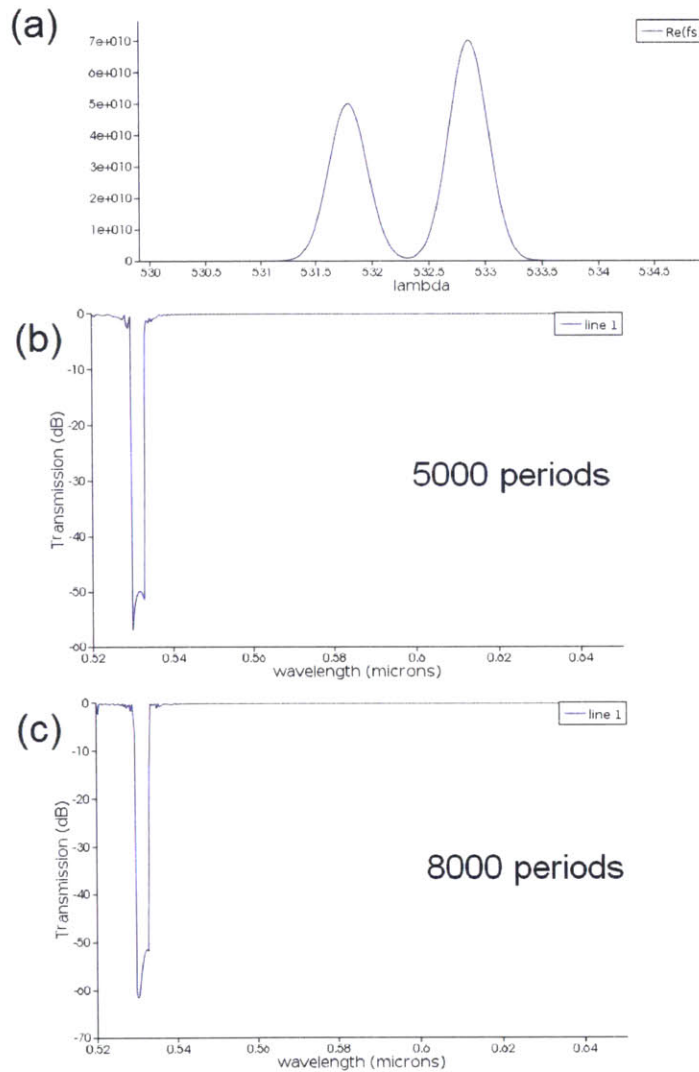 (a)
Re(fs
7e+010
6e+010
5e+010
4e+010
3e+010
2e+010
1e+010
0
530 530.5 531 531.5 532 532.5 533 533.5 534 534.5
lambda
(b)
line 1
0
-10
-20
-30
-40
-50
-60
Transmission (dB)
5000 periods
0.52 0.54 0.56 0.58 0.6 0.62 0.64
wavelength (microns)
(c)
line 1
0
-10
-20
-30
-40
-50
-60
-70
Transmission (dB)
8000 periods
0.52 0.54 0.56 0.58 0.6 0.62 0.64
wavelength (microns)